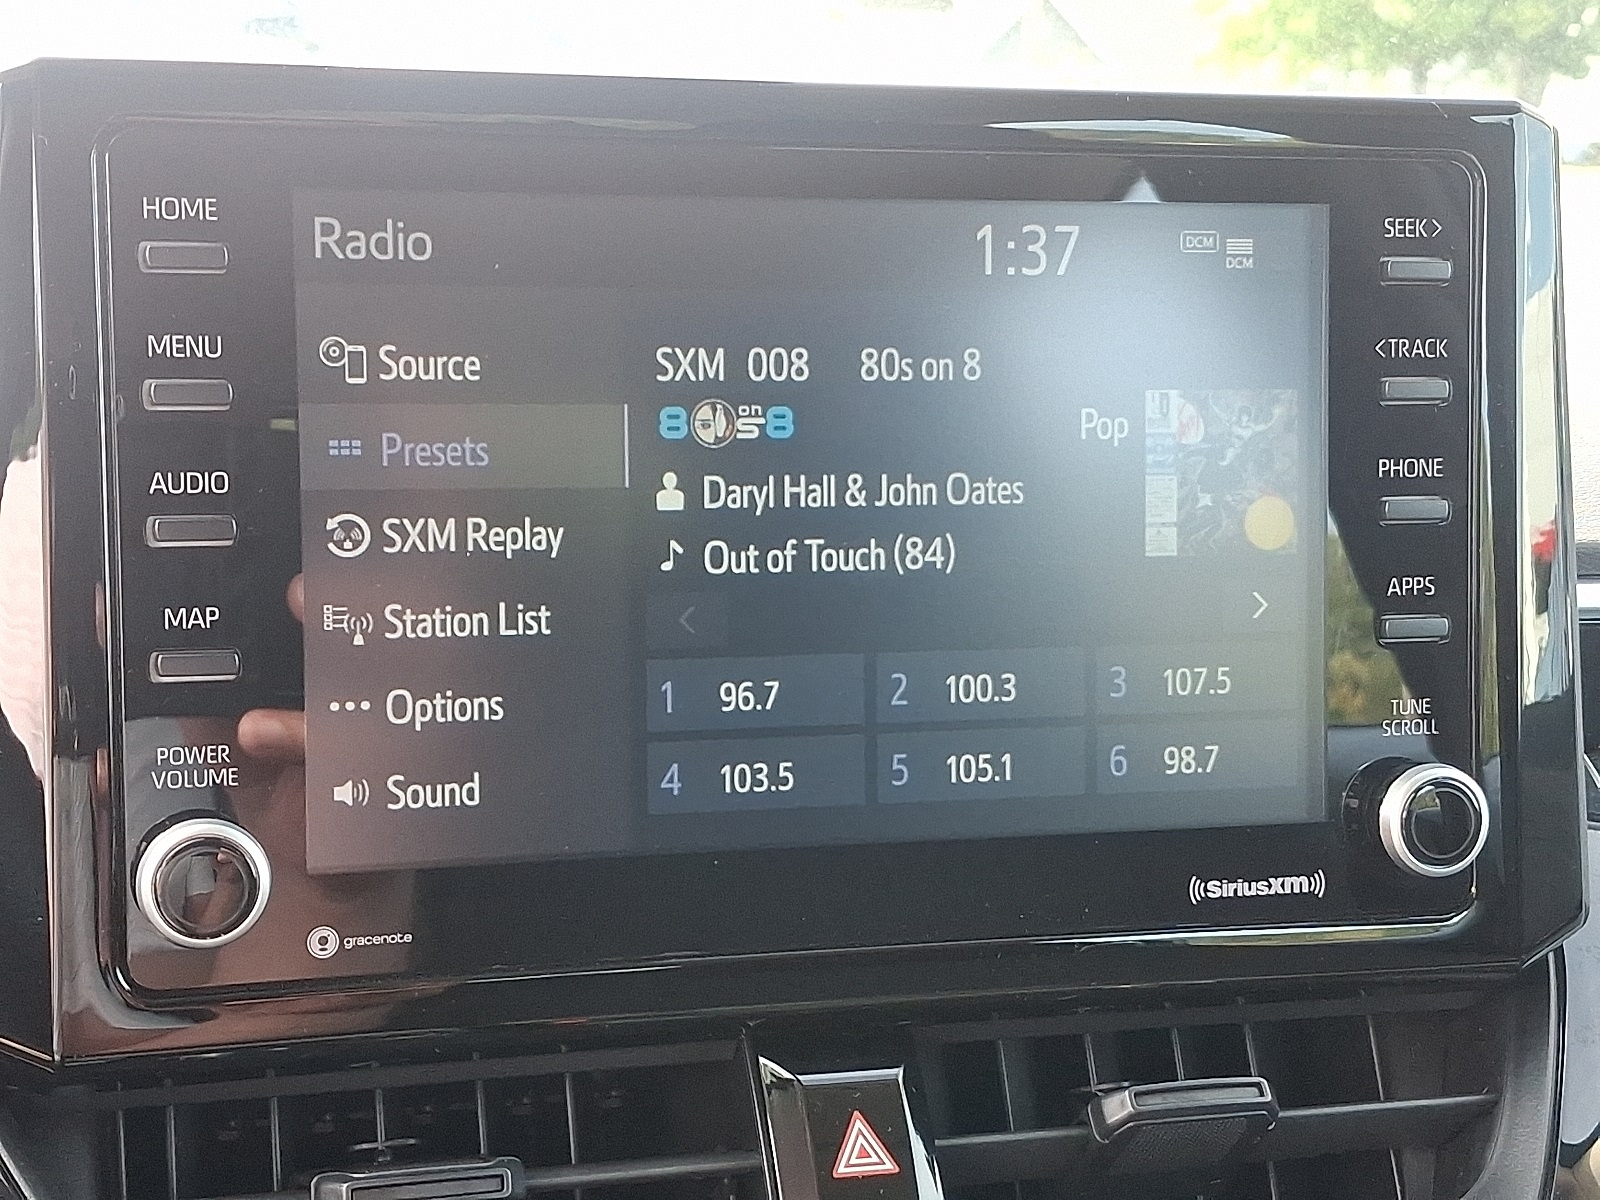 HOME
MENU
AUDIO
MAP
POWER
VOLUME
Radio
1:37
DCM
DCM
Source
Presets
SXM Replay
Station List
Options
Sound
SXM 008 80s on 8
80s on 8
Pop
Daryl Hall & John Oates
Out of Touch (84)
<
>
1 96.7
2 100.3
3 107.5
4 103.5
5 105.1
6 98.7
SEEK>
<TRACK
PHONE
APPS
TUNE
SCROLL
gracenote
((SiriusXM))